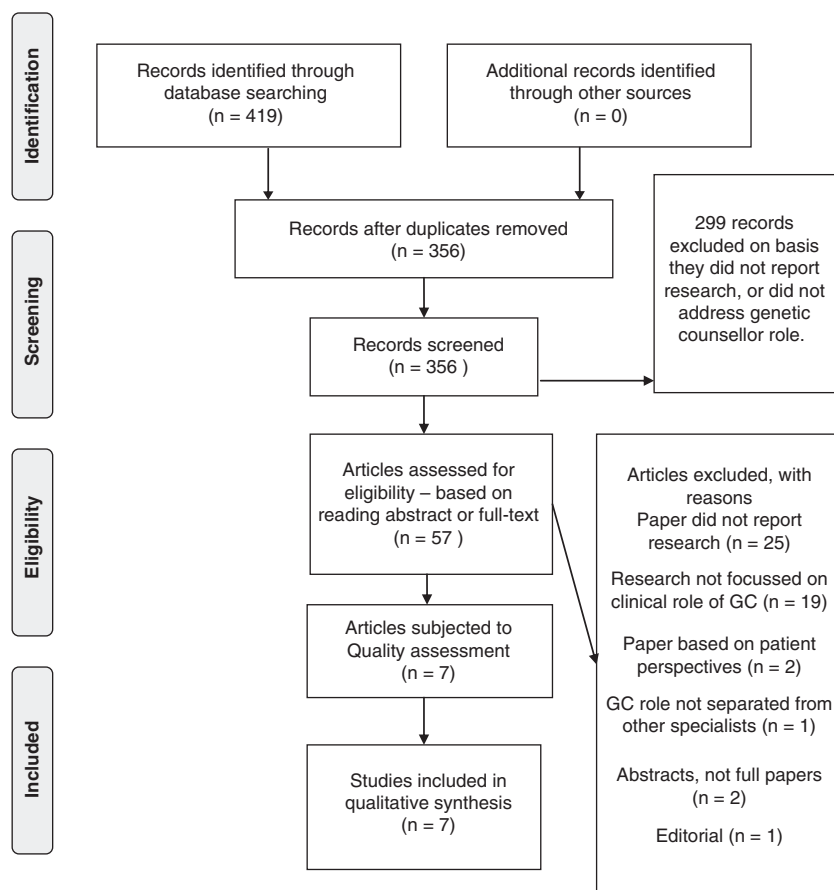 Identification
Records identified through
database searching
(n = 419)
Additional records identified
through other sources
(n = 0)
Records after duplicates removed
(n = 356)
299 records
excluded on basis
they did not report
research, or did not
address genetic
counsellor role.
Screening
Records screened
(n = 356 )
Eligibility
Articles assessed for
eligibility – based on
reading abstract or full-text
(n = 57 )
Articles excluded, with
reasons
Paper did not report
research (n = 25)
Research not focussed on
clinical role of GC (n = 19)
Paper based on patient
perspectives (n = 2)
GC role not separated from
other specialists (n = 1)
Abstracts, not full papers
(n = 2)
Editorial (n = 1)
Articles subjected to
Quality assessment
(n = 7)
Included
Studies included in
qualitative synthesis
(n = 7)